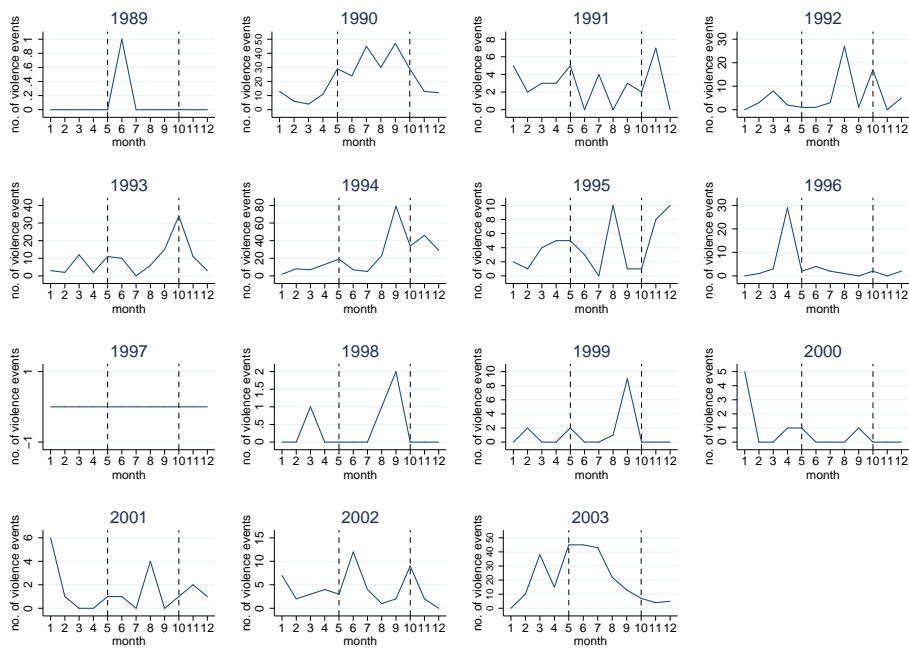 1989
no. of violence events
0 .2 .4 .6 .8 1
1 2 3 4 5 6 7 8 9 10 11 12
month
1990
no. of violence events
0 10 20 30 40 50
1 2 3 4 5 6 7 8 9 10 11 12
month
1991
no. of violence events
0 2 4 6 8
1 2 3 4 5 6 7 8 9 10 11 12
month
1992
no. of violence events
0 10 20 30
1 2 3 4 5 6 7 8 9 10 11 12
month
1993
no. of violence events
0 10 20 30 40
1 2 3 4 5 6 7 8 9 10 11 12
month
1994
no. of violence events
0 20 40 60 80
1 2 3 4 5 6 7 8 9 10 11 12
month
1995
no. of violence events
0 2 4 6 8 10
1 2 3 4 5 6 7 8 9 10 11 12
month
1996
no. of violence events
0 10 20 30
1 2 3 4 5 6 7 8 9 10 11 12
month
1997
no. of violence events
−1 1
1 2 3 4 5 6 7 8 9 10 11 12
month
1998
no. of violence events
0 .5 1 1.5 2
1 2 3 4 5 6 7 8 9 10 11 12
month
1999
no. of violence events
0 2 4 6 8 10
1 2 3 4 5 6 7 8 9 10 11 12
month
2000
no. of violence events
0 1 2 3 4 5
1 2 3 4 5 6 7 8 9 10 11 12
month
2001
no. of violence events
0 2 4 6
1 2 3 4 5 6 7 8 9 10 11 12
month
2002
no. of violence events
0 5 10 15
1 2 3 4 5 6 7 8 9 10 11 12
month
2003
no. of violence events
0 10 20 30 40 50
1 2 3 4 5 6 7 8 9 10 11 12
month